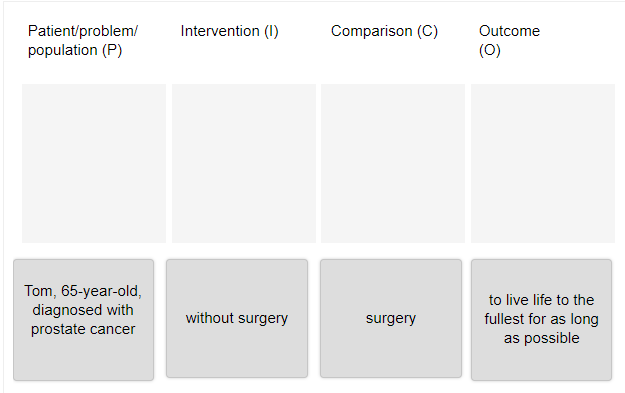 Patient/problem/
population (P)
Intervention (I)
Comparison (C)
Outcome
(O)
Tom, 65-year-old,
diagnosed with
prostate cancer
without surgery
surgery
to live life to the
fullest for as long
as possible